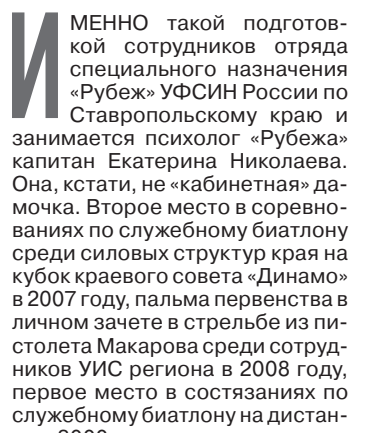 ИМЕННО такой подготов-
кой сотрудников отряда
специального назначения
«Рубеж» УФСИН России по
Ставропольскому краю и
занимается психолог «Рубежа»
капитан Екатерина Николаева.
Она, кстати, не «кабинетная» да-
мочка. Второе место в соревно-
ваниях по служебному биатлону
среди силовых структур края на
кубок краевого совета «Динамо»
в 2007 году, пальма первенства в
личном зачете в стрельбе из пи-
столета Макарова среди сотруд-
ников УИС региона в 2008 году,
первое место в состязаниях по
служебному биатлону на дистан-